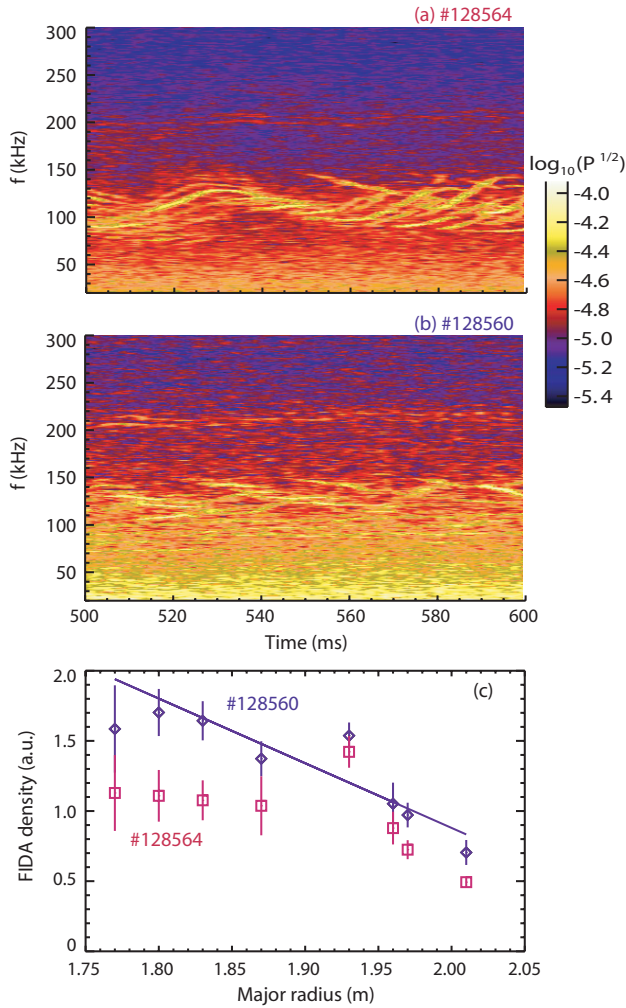 (a) #128564
300
250
200
150
100
50
f (kHz)
log10(P 1/2)
-4.0
-4.2
-4.4
-4.6
-4.8
-5.0
-5.2
-5.4
(b) #128560
300
250
200
150
100
50
f (kHz)
500 520 540 560 580 600
Time (ms)
2.0
1.5
1.0
0.5
0
FIDA density (a.u.)
(c)
#128560
#128564
1.75 1.80 1.85 1.90 1.95 2.00 2.05
Major radius (m)